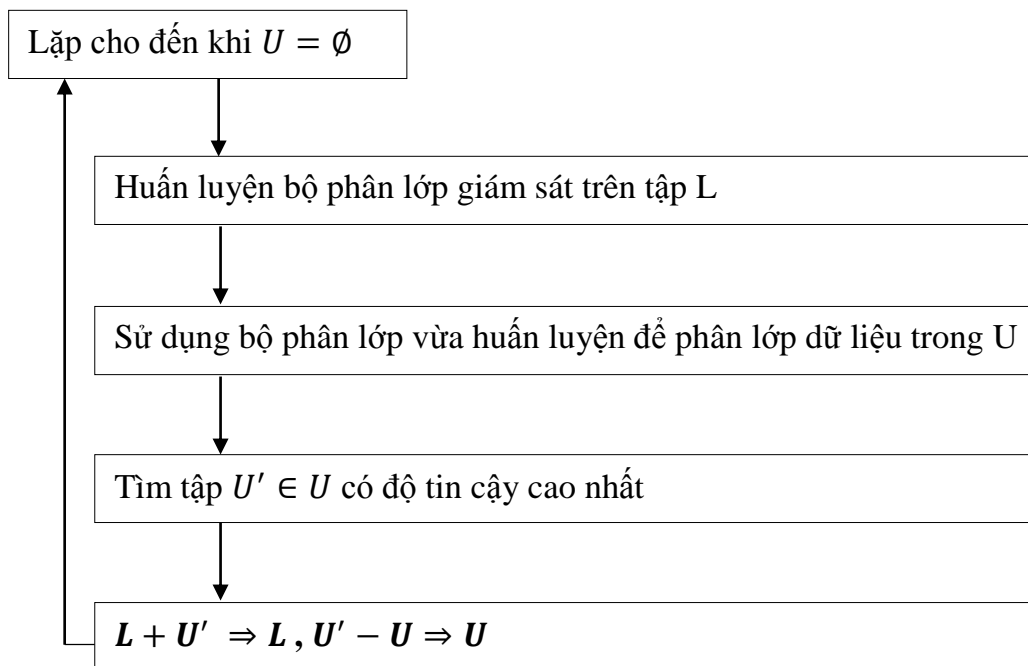 Lặp cho đến khi 𝑈 = ∅
Huấn luyện bộ phân lớp giám sát trên tập L
Sử dụng bộ phân lớp vừa huấn luyện để phân lớp dữ liệu trong U
Tìm tập 𝑈′ ∈ 𝑈 có độ tin cậy cao nhất
𝑳 + 𝑼′ ⇒ 𝑳 , 𝑼′ − 𝑼 ⇒ 𝑼